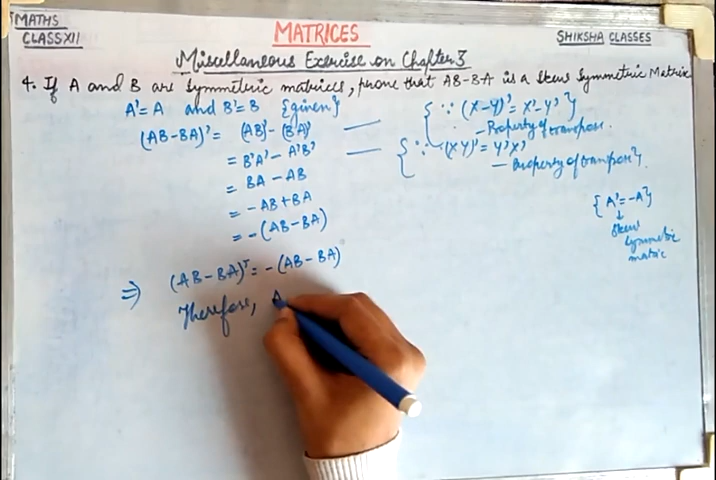 MATHS
CLASS XII
MATRICES
SHIKSHA CLASSES
Miscellaneous Exercise on Chapter 3
4. If A and B are symmetric matrices, prove that AB-BA is a Skew Symmetric Matrix
A'=A and B'=B {given}
(AB-BA)' = (AB)' - (BA)'
{∵ (X-Y)' = X'-Y'}
- Property of transpose.
= B'A' - A'B'
{∵ (XY)' = Y'X'
- Property of transpose}.
= BA - AB
= -AB+BA
= -(AB-BA)
{A'=-A}
↓
Skew
Symmetric
matrix
⇒ (AB-BA)' = -(AB-BA)
Therefore, A